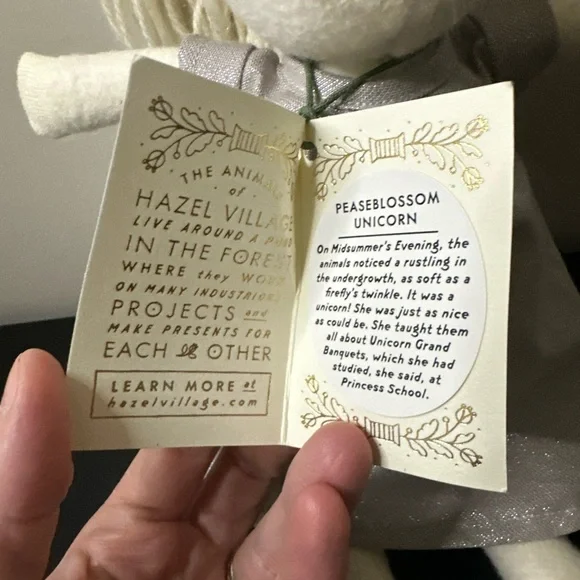 THE ANIMALS
of
HAZEL VILLAGE
LIVE AROUND A POND
IN THE FOREST
WHERE they WORK
ON MANY INDUSTRIOUS
PROJECTS and
MAKE PRESENTS FOR
EACH OTHER
LEARN MORE at
hazelvillage.com
PEASEBLOSSOM
UNICORN
On Midsummer's Evening, the
animals noticed a rustling in
the undergrowth, as soft as a
firefly's twinkle. It was a
unicorn! She was just as nice
as could be. She taught them
all about Unicorn Grand
Banquets, which she had
studied, she said, at
Princess School.